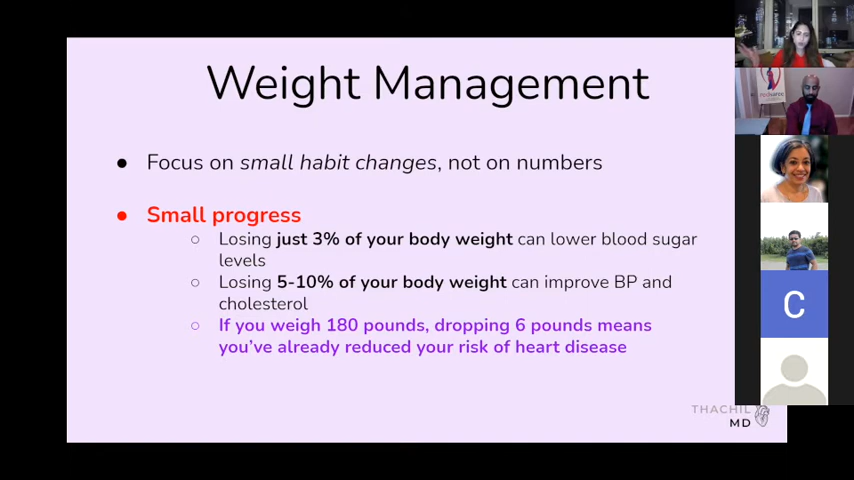 Weight Management
● Focus on small habit changes, not on numbers
● Small progress
○ Losing just 3% of your body weight can lower blood sugar
levels
○ Losing 5-10% of your body weight can improve BP and
cholesterol
○ If you weigh 180 pounds, dropping 6 pounds means
you’ve already reduced your risk of heart disease
THACHIL
MD
C